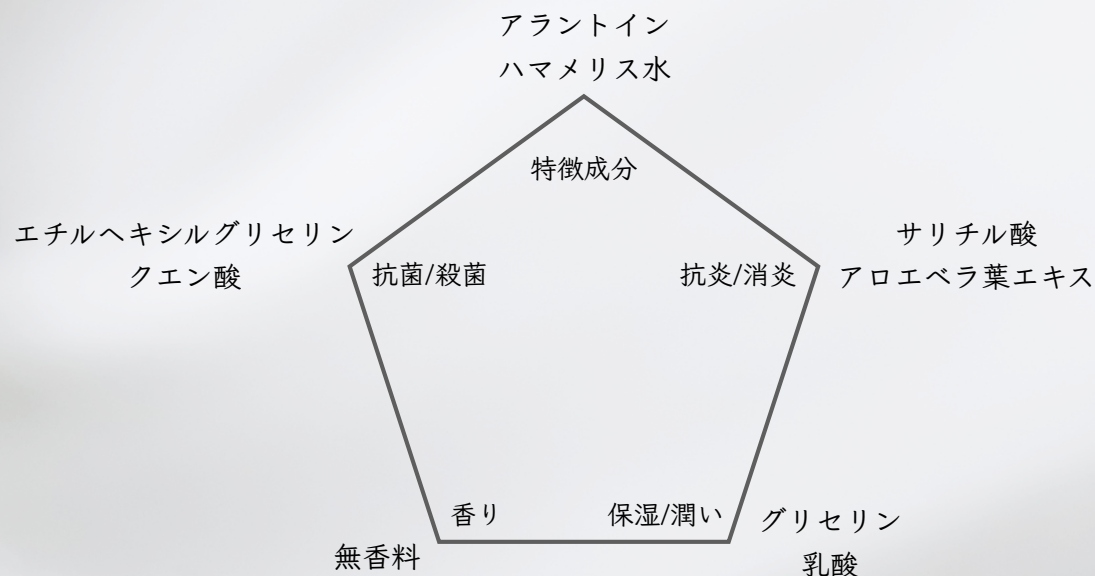 アラントイン
ハマメリス水
特徴成分
エチルヘキシルグリセリン
クエン酸
抗菌/殺菌
抗炎/消炎
サリチル酸
アロエベラ葉エキス
香り
無香料
保湿/潤い
グリセリン
乳酸